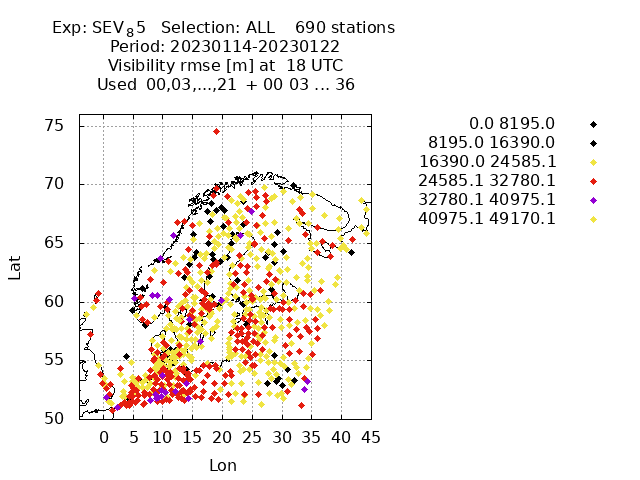 Exp: SEV₈5 Selection: ALL 690 stations
Period: 20230114-20230122
Visibility rmse [m] at 18 UTC
Used 00,03,...,21 + 00 03 ... 36
0.0 8195.0
8195.0 16390.0
16390.0 24585.1
24585.1 32780.1
32780.1 40975.1
40975.1 49170.1
75
70
65
60
55
50
Lat
0 5 10 15 20 25 30 35 40 45
Lon